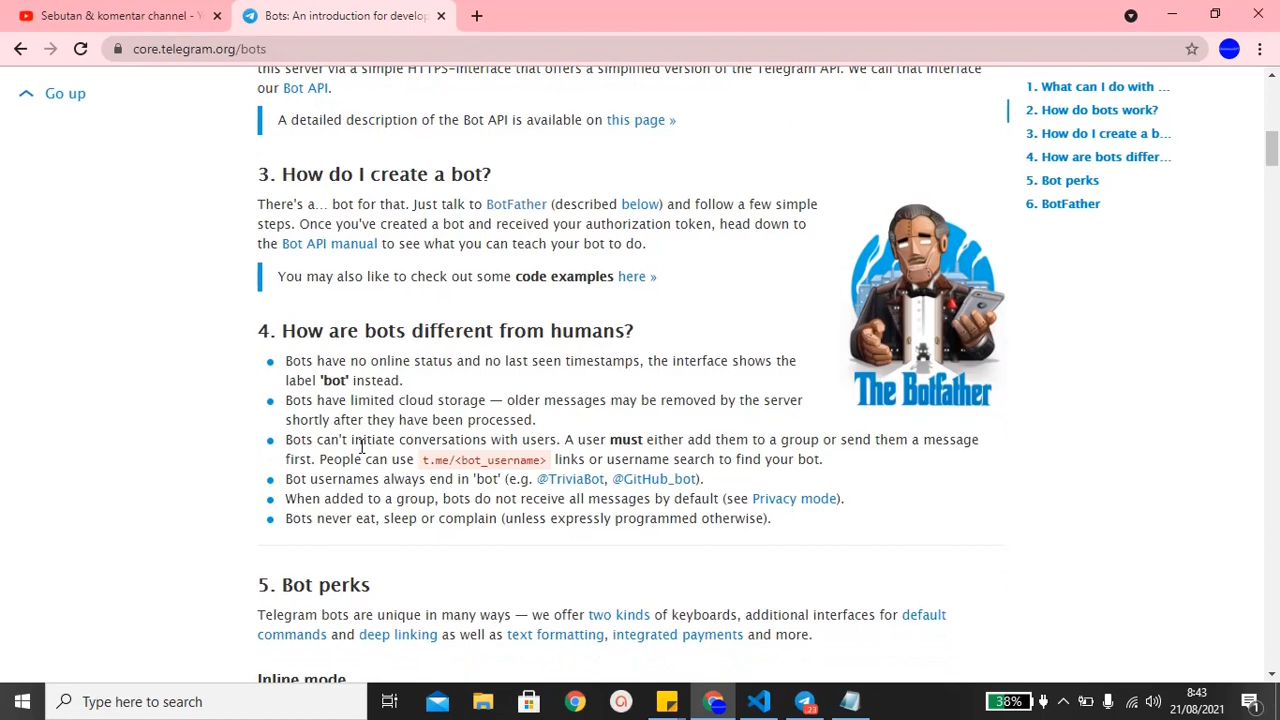 Sebutan & komentar channel - Y
Bots: An introduction for develo
core.telegram.org/bots
Go up
this server via a simple HTTPS-interface that offers a simplified version of the Telegram API. We call that interface
our Bot API.
A detailed description of the Bot API is available on this page »
3. How do I create a bot?
There's a... bot for that. Just talk to BotFather (described below) and follow a few simple
steps. Once you've created a bot and received your authorization token, head down to
the Bot API manual to see what you can teach your bot to do.
You may also like to check out some code examples here »
The Botfather
4. How are bots different from humans?
Bots have no online status and no last seen timestamps, the interface shows the
label 'bot' instead.
Bots have limited cloud storage — older messages may be removed by the server
shortly after they have been processed.
Bots can't initiate conversations with users. A user must either add them to a group or send them a message
first. People can use t.me/<bot_username> links or username search to find your bot.
Bot usernames always end in 'bot' (e.g. @TriviaBot, @GitHub_bot).
When added to a group, bots do not receive all messages by default (see Privacy mode).
Bots never eat, sleep or complain (unless expressly programmed otherwise).
5. Bot perks
Telegram bots are unique in many ways — we offer two kinds of keyboards, additional interfaces for default
commands and deep linking as well as text formatting, integrated payments and more.
Inline mode
1. What can I do with ...
2. How do bots work?
3. How do I create a b...
4. How are bots differ...
5. Bot perks
6. BotFather
Type here to search
23
38%
8:43
21/08/2021
1